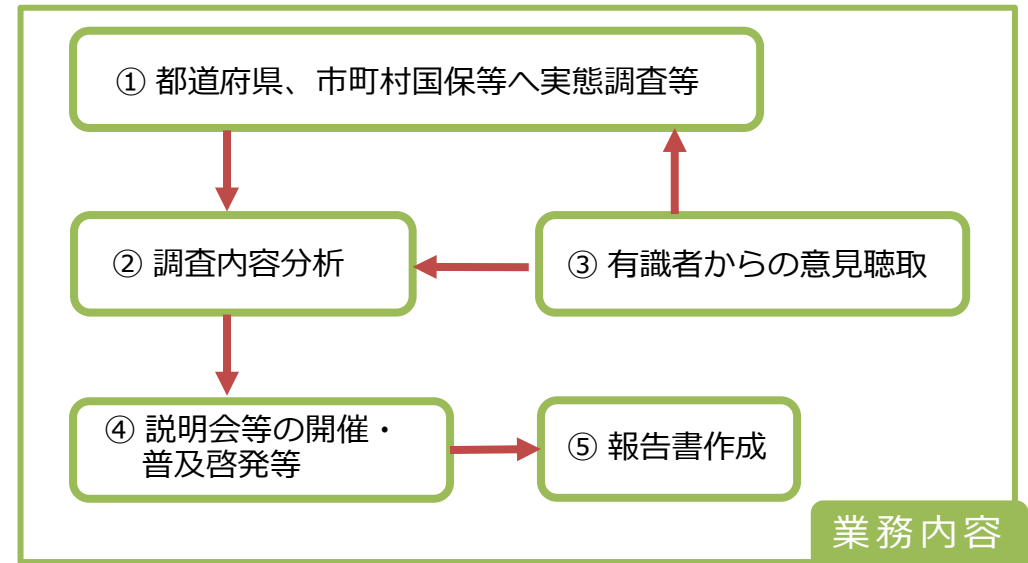 ① 都道府県、市町村国保等へ実態調査等
② 調査内容分析
③ 有識者からの意見聴取
④ 説明会等の開催・
普及啓発等
⑤ 報告書作成
業務内容